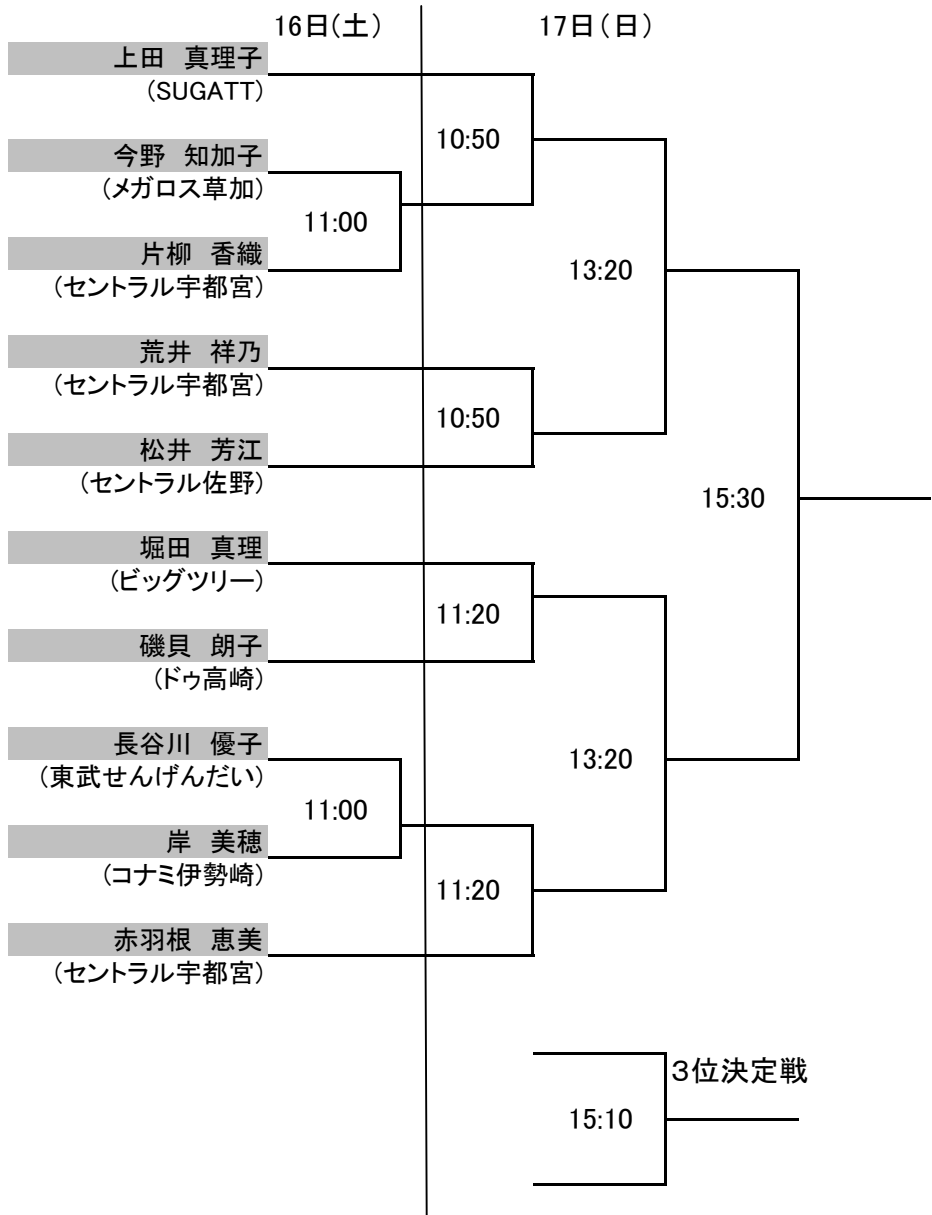 16日(土)
17日(日)
上田　真理子
(SUGATT)
10:50
今野　知加子
(メガロス草加)
11:00
片柳　香織
(セントラル宇都宮)
13:20
荒井　祥乃
(セントラル宇都宮)
10:50
松井　芳江
(セントラル佐野)
15:30
堀田　真理
(ビッグツリー)
11:20
磯貝　朗子
(ドゥ高崎)
長谷川　優子
(東武せんげんだい)
13:20
11:00
岸　美穂
(コナミ伊勢崎)
11:20
赤羽根　恵美
(セントラル宇都宮)
３位決定戦
15:10